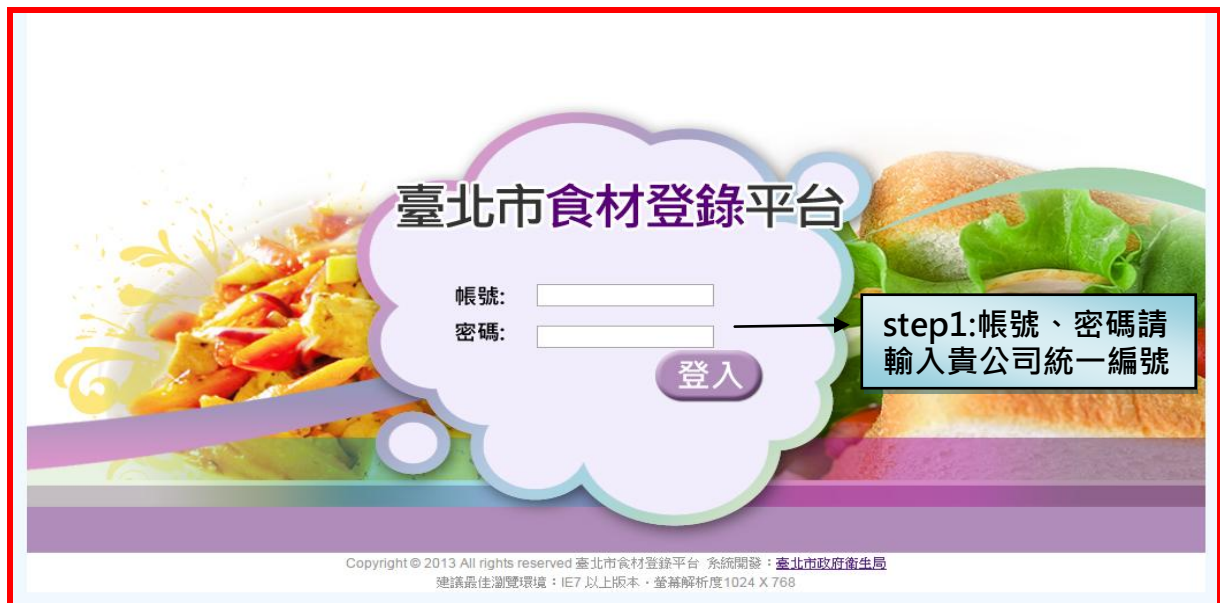 臺北市食材登錄平台
帳號:
密碼:
登入
step1:帳號、密碼請
輸入貴公司統一編號
Copyright © 2013 All rights reserved 臺北市食材登錄平台 系統開發：臺北市政府衛生局
建議最佳瀏覽環境：IE7 以上版本．螢幕解析度1024 X 768